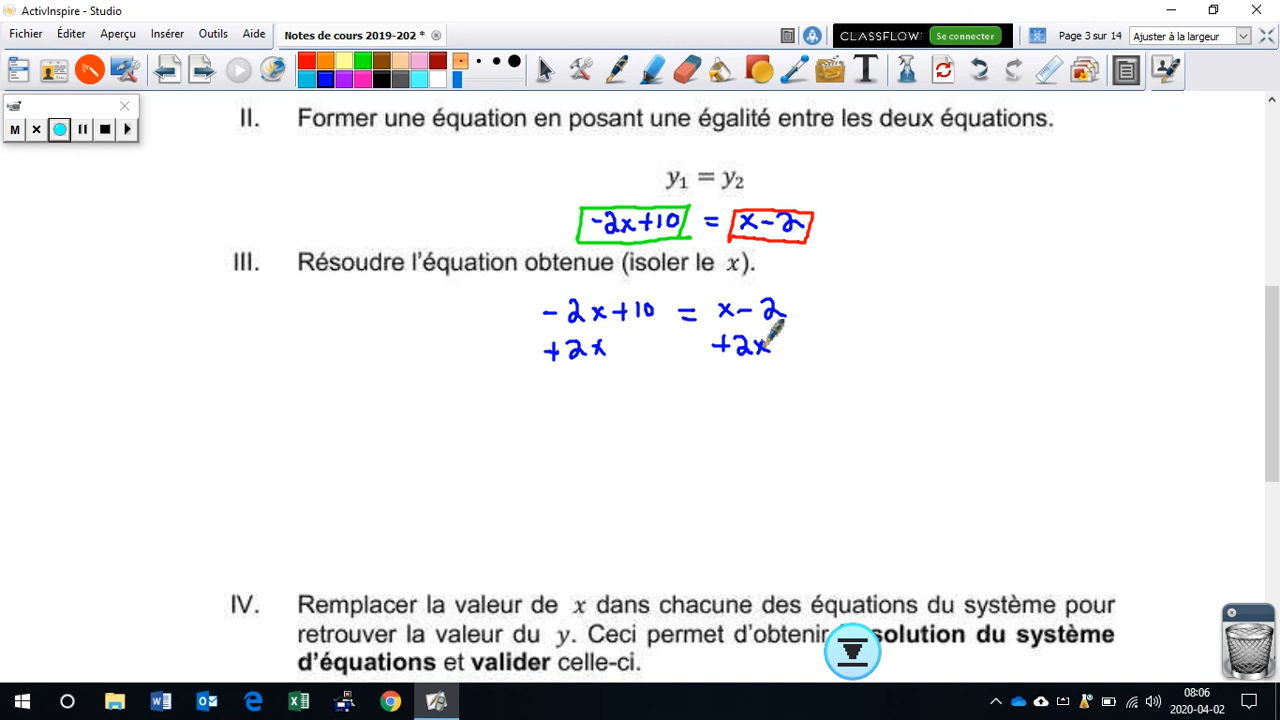 ActivInspire - Studio
Fichier Éditer Aperçu Insérer Outils Aide Notes de cours 2019-202 * CLASSFLOW Se connecter Page 3 sur 14 Ajuster à la largeur
M
II. Former une équation en posant une égalité entre les deux équations.
y₁ = y₂
-2x+10 = x-2
III. Résoudre l'équation obtenue (isoler le x).
-2x+10 = x-2
+2x +2x
IV. Remplacer la valeur de x dans chacune des équations du système pour
retrouver la valeur du y. Ceci permet d'obtenir solution du système
d'équations et valider celle-ci.
08:06
2020-04-02